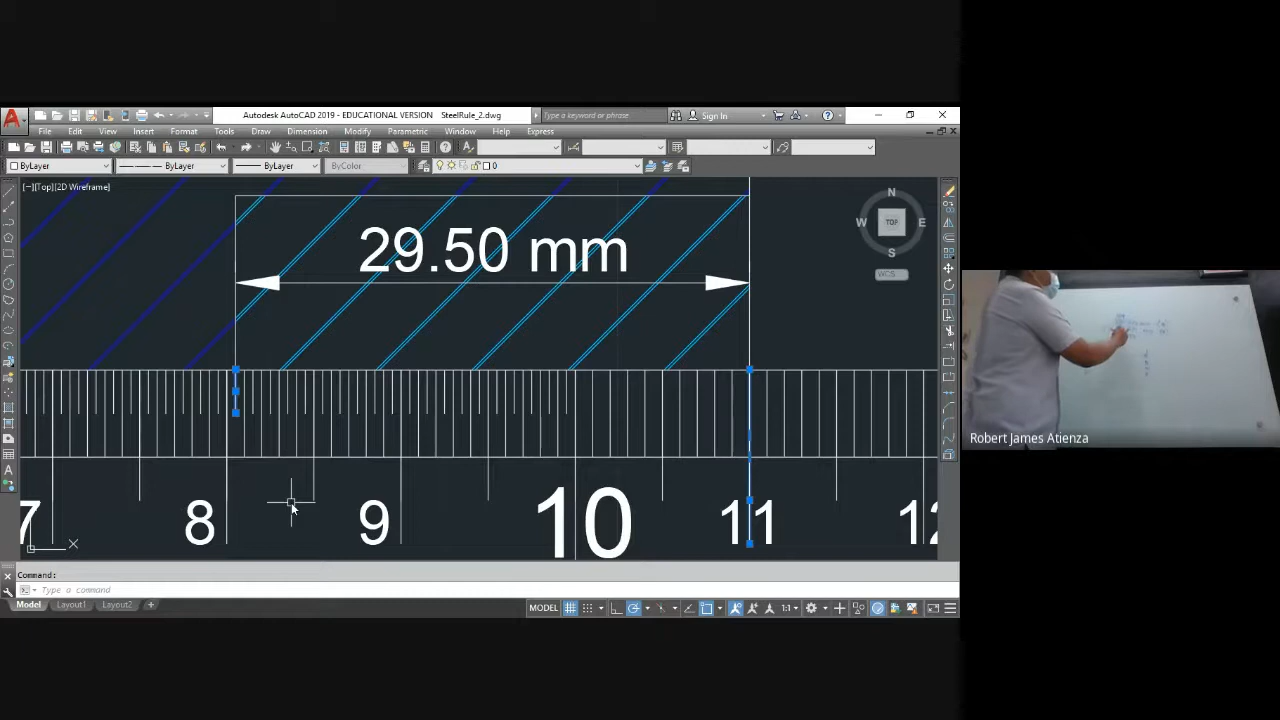 Autodesk AutoCAD 2019 - EDUCATIONAL VERSION SteelRule_2.dwg
Type a keyword or phrase
Sign In
File Edit View Insert Format Tools Draw Dimension Modify Parametric Window Help Express
ByLayer
ByLayer
ByLayer
ByColor
0
[−][Top][2D Wireframe]
N
W TOP E
S
WCS
29.50 mm
7 8 9 10 11 12
X
Robert James Atienza
Command:
Type a command
Model Layout1 Layout2 +
MODEL
1:1